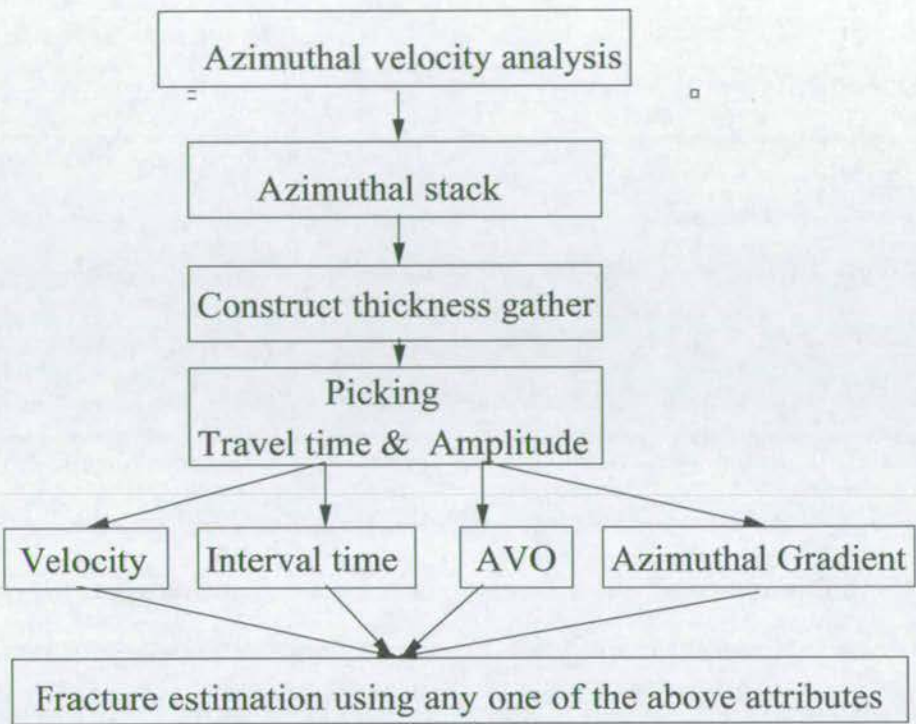 Azimuthal velocity analysis
Azimuthal stack
Construct thickness gather
Picking
Travel time & Amplitude
Velocity
Interval time
AVO
Azimuthal Gradient
Fracture estimation using any one of the above attributes